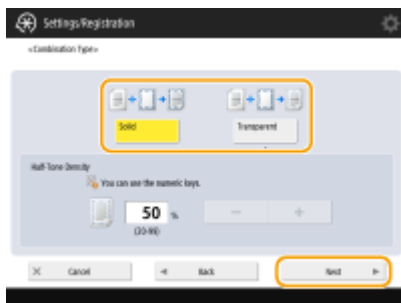 Settings/Registration
<Combination Type>
Solid
Transparent
Half-Tone Density
You can use the numeric keys.
50 %
(20-99)
− +
× Cancel
◀ Back
Next ▶